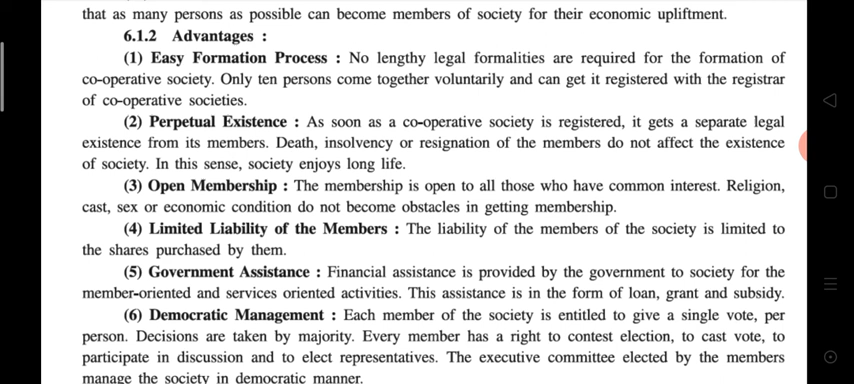 that as many persons as possible can become members of society for their economic upliftment.
6.1.2 Advantages :
(1) Easy Formation Process : No lengthy legal formalities are required for the formation of
co-operative society. Only ten persons come together voluntarily and can get it registered with the registrar
of co-operative societies.
(2) Perpetual Existence : As soon as a co-operative society is registered, it gets a separate legal
existence from its members. Death, insolvency or resignation of the members do not affect the existence
of society. In this sense, society enjoys long life.
(3) Open Membership : The membership is open to all those who have common interest. Religion,
cast, sex or economic condition do not become obstacles in getting membership.
(4) Limited Liability of the Members : The liability of the members of the society is limited to
the shares purchased by them.
(5) Government Assistance : Financial assistance is provided by the government to society for the
member-oriented and services oriented activities. This assistance is in the form of loan, grant and subsidy.
(6) Democratic Management : Each member of the society is entitled to give a single vote, per
person. Decisions are taken by majority. Every member has a right to contest election, to cast vote, to
participate in discussion and to elect representatives. The executive committee elected by the members
manage the society in democratic manner.